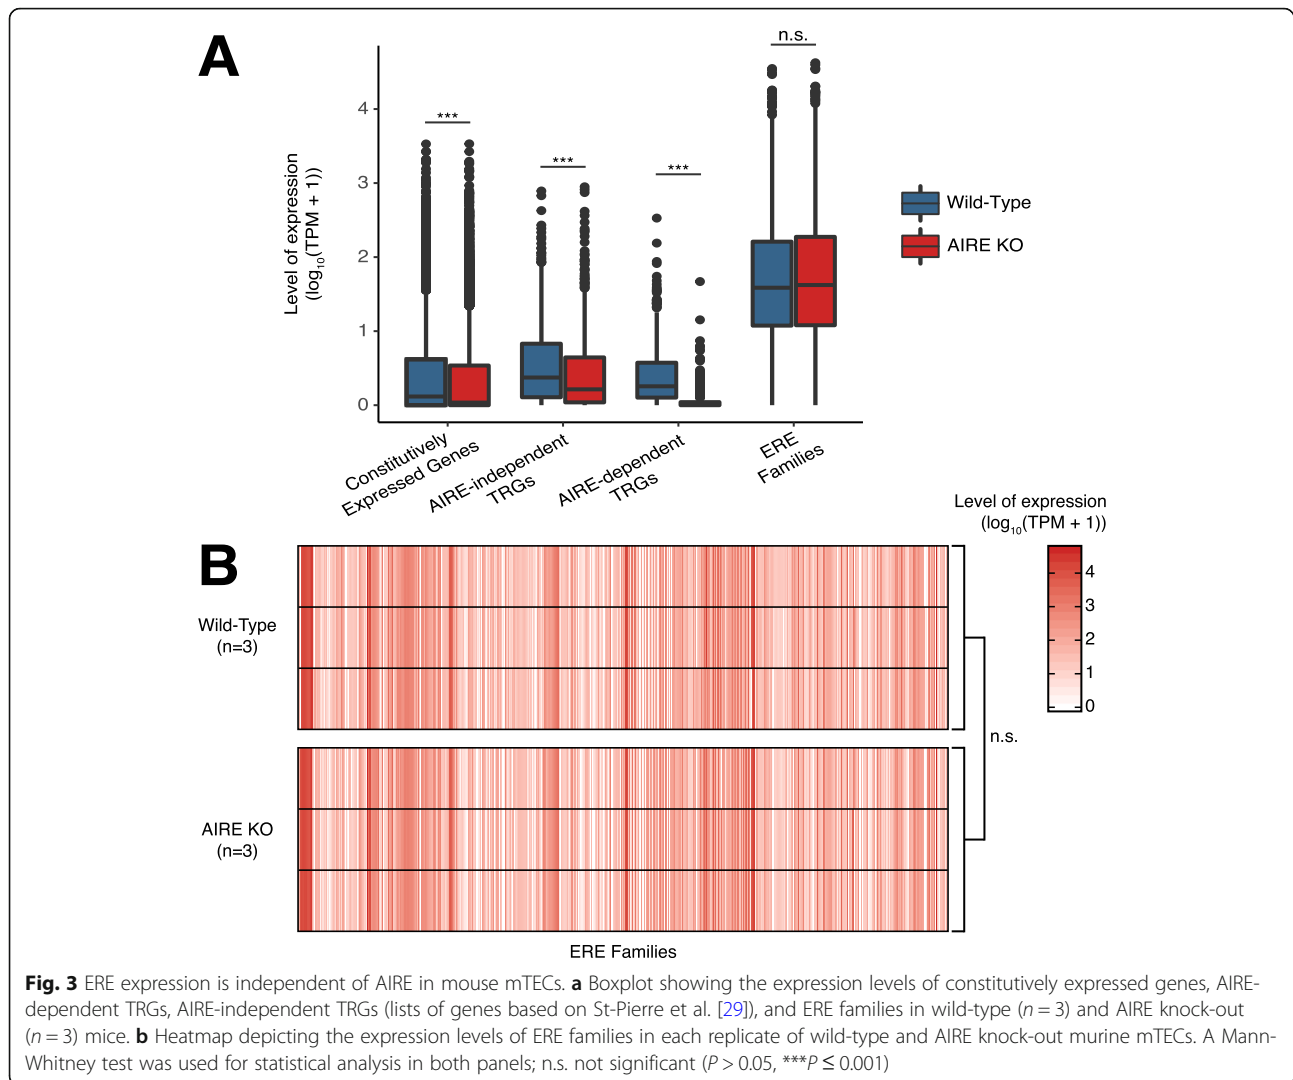 A
n.s.
***
***
***
4
3
2
1
0
Level of expression
(log10(TPM + 1))
Wild-Type
AIRE KO
Constitutively
Expressed Genes
AIRE-independent
TRGs
AIRE-dependent
TRGs
ERE
Families
Level of expression
(log10(TPM + 1))
4
3
2
1
0
B
Wild-Type
(n=3)
n.s.
AIRE KO
(n=3)
ERE Families
Fig. 3 ERE expression is independent of AIRE in mouse mTECs. a Boxplot showing the expression levels of constitutively expressed genes, AIRE-
dependent TRGs, AIRE-independent TRGs (lists of genes based on St-Pierre et al. [29]), and ERE families in wild-type (n = 3) and AIRE knock-out
(n = 3) mice. b Heatmap depicting the expression levels of ERE families in each replicate of wild-type and AIRE knock-out murine mTECs. A Mann-
Whitney test was used for statistical analysis in both panels; n.s. not significant (P > 0.05, ***P ≤ 0.001)